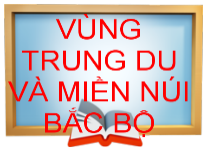 VÙNG
TRUNG DU
VÀ MIỀN NÚI
BẮC BỘ